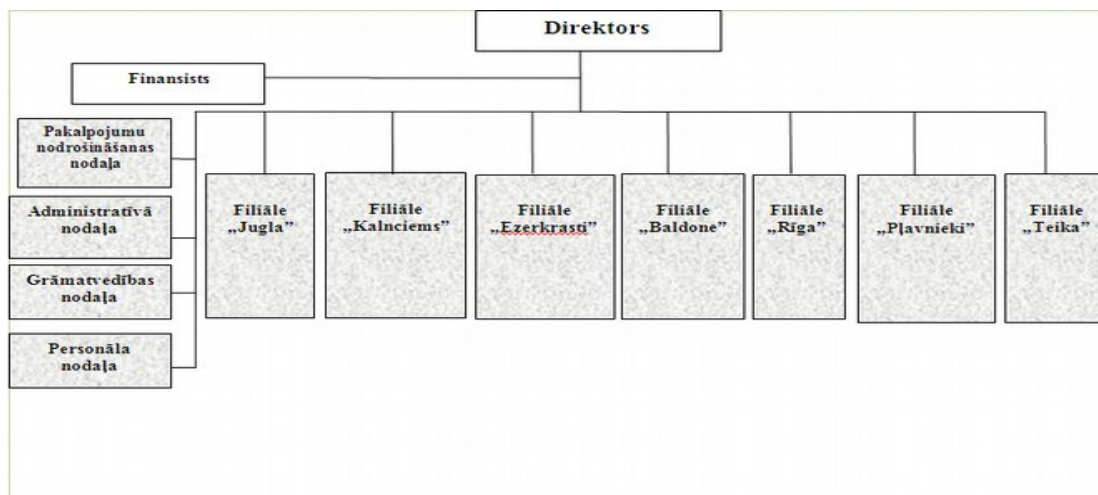 Direktors
Finansists
Pakalpojumu
nodrošināšanas
nodaļa
Administratīvā
nodaļa
Grāmatvedības
nodaļa
Personāla
nodaļa
Filiāle
„Jugla”
Filiāle
„Kalnciems”
Filiāle
„Ezerkrasti”
Filiāle
„Baldone”
Filiāle
„Rīga”
Filiāle
„Pļavnieki”
Filiāle
„Teika”